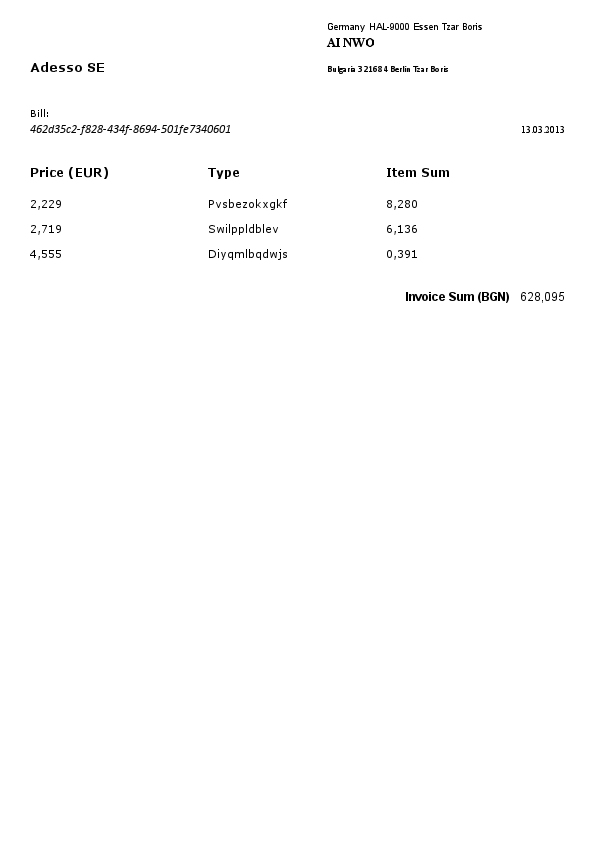 Germany HAL-9000 Essen Tzar Boris
AI NWO
Adesso SE
Bulgaria 321684 Berlin Tzar Boris
Bill:
462d35c2-f828-434f-8694-501fe7340601
13.03.2013
Price (EUR) Type Item Sum
2,229 Pvsbezokxgkf 8,280
2,719 Swilppldblev 6,136
4,555 Diyqmlbqdwjs 0,391
Invoice Sum (BGN) 628,095